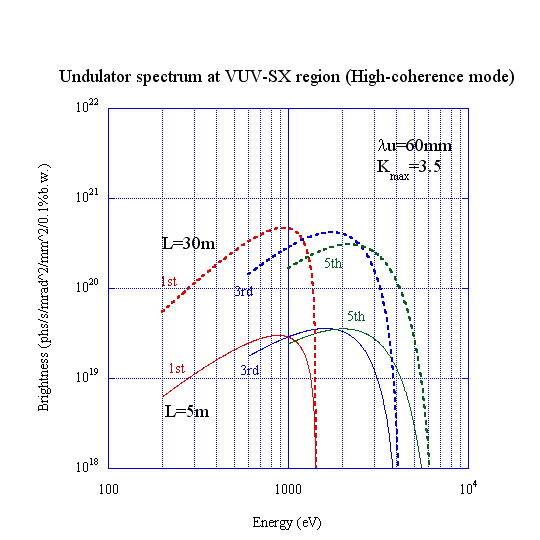 Undulator spectrum at VUV-SX region (High-coherence mode)
10^22
λu=60mm
K_max=3.5
10^21
L=30m
5th
1st
3rd
10^20
5th
1st
3rd
10^19
L=5m
10^18
100
1000
10^4
Energy (eV)
Brightness (phs/s/mrad^2/mm^2/0.1%b.w.)